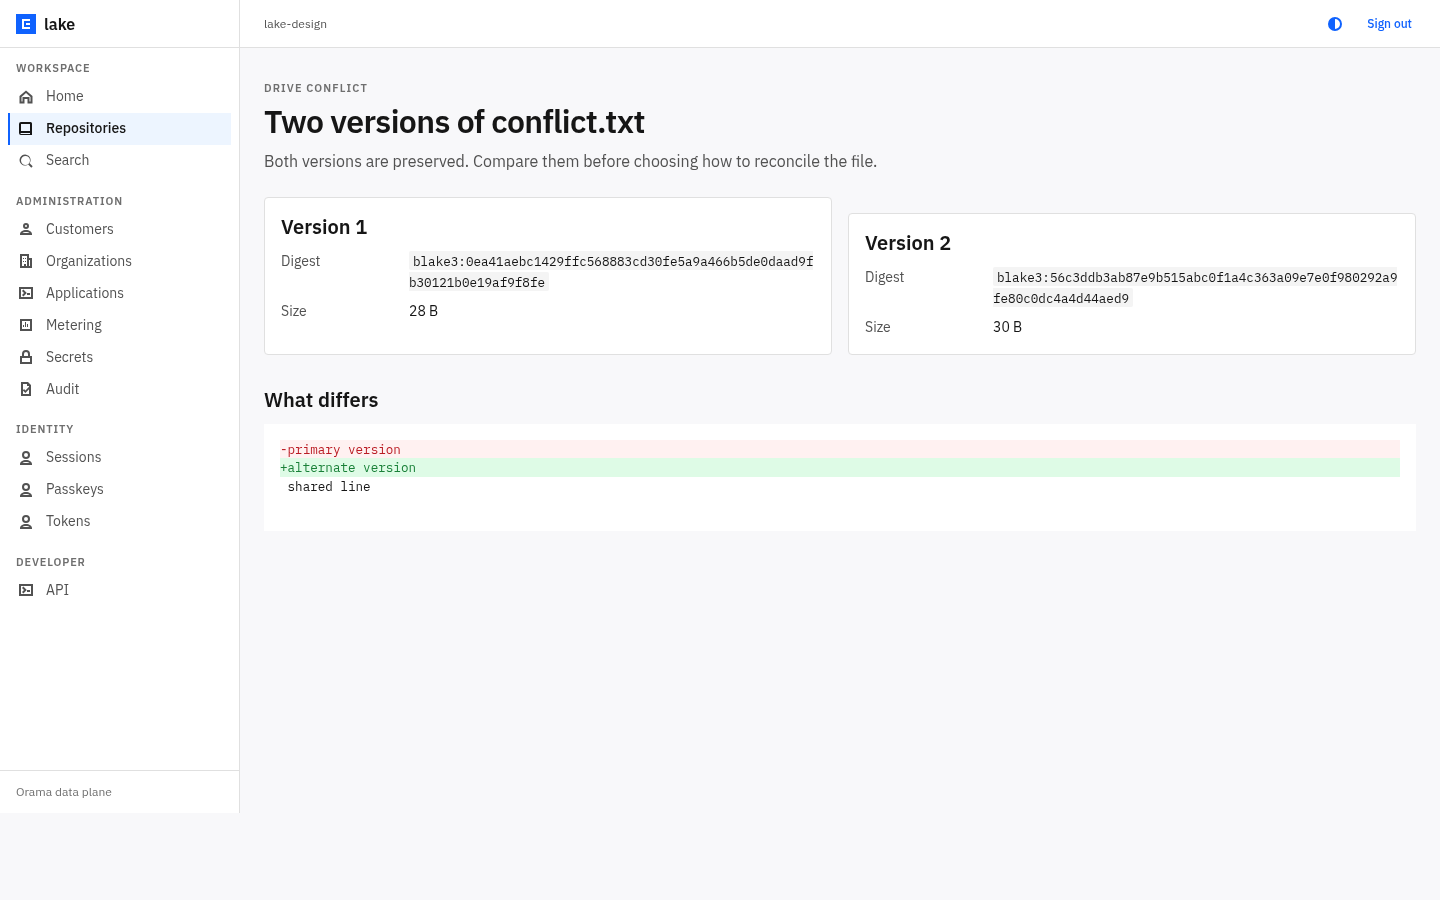 lake
WORKSPACE
Home
Repositories
Search
ADMINISTRATION
Customers
Organizations
Applications
Metering
Secrets
Audit
IDENTITY
Sessions
Passkeys
Tokens
DEVELOPER
API
Orama data plane
lake-design
Sign out
DRIVE CONFLICT
Two versions of conflict.txt
Both versions are preserved. Compare them before choosing how to reconcile the file.
Version 1
Digest blake3:0ea41aebc1429ffc568883cd30fe5a9a466b5de0daad9f
b30121b0e19af9f8fe
Size 28 B
Version 2
Digest blake3:56c3ddb3ab87e9b515abc0f1a4c363a09e7e0f980292a9
fe80c0dc4a4d44aed9
Size 30 B
What differs
-primary version
+alternate version
shared line